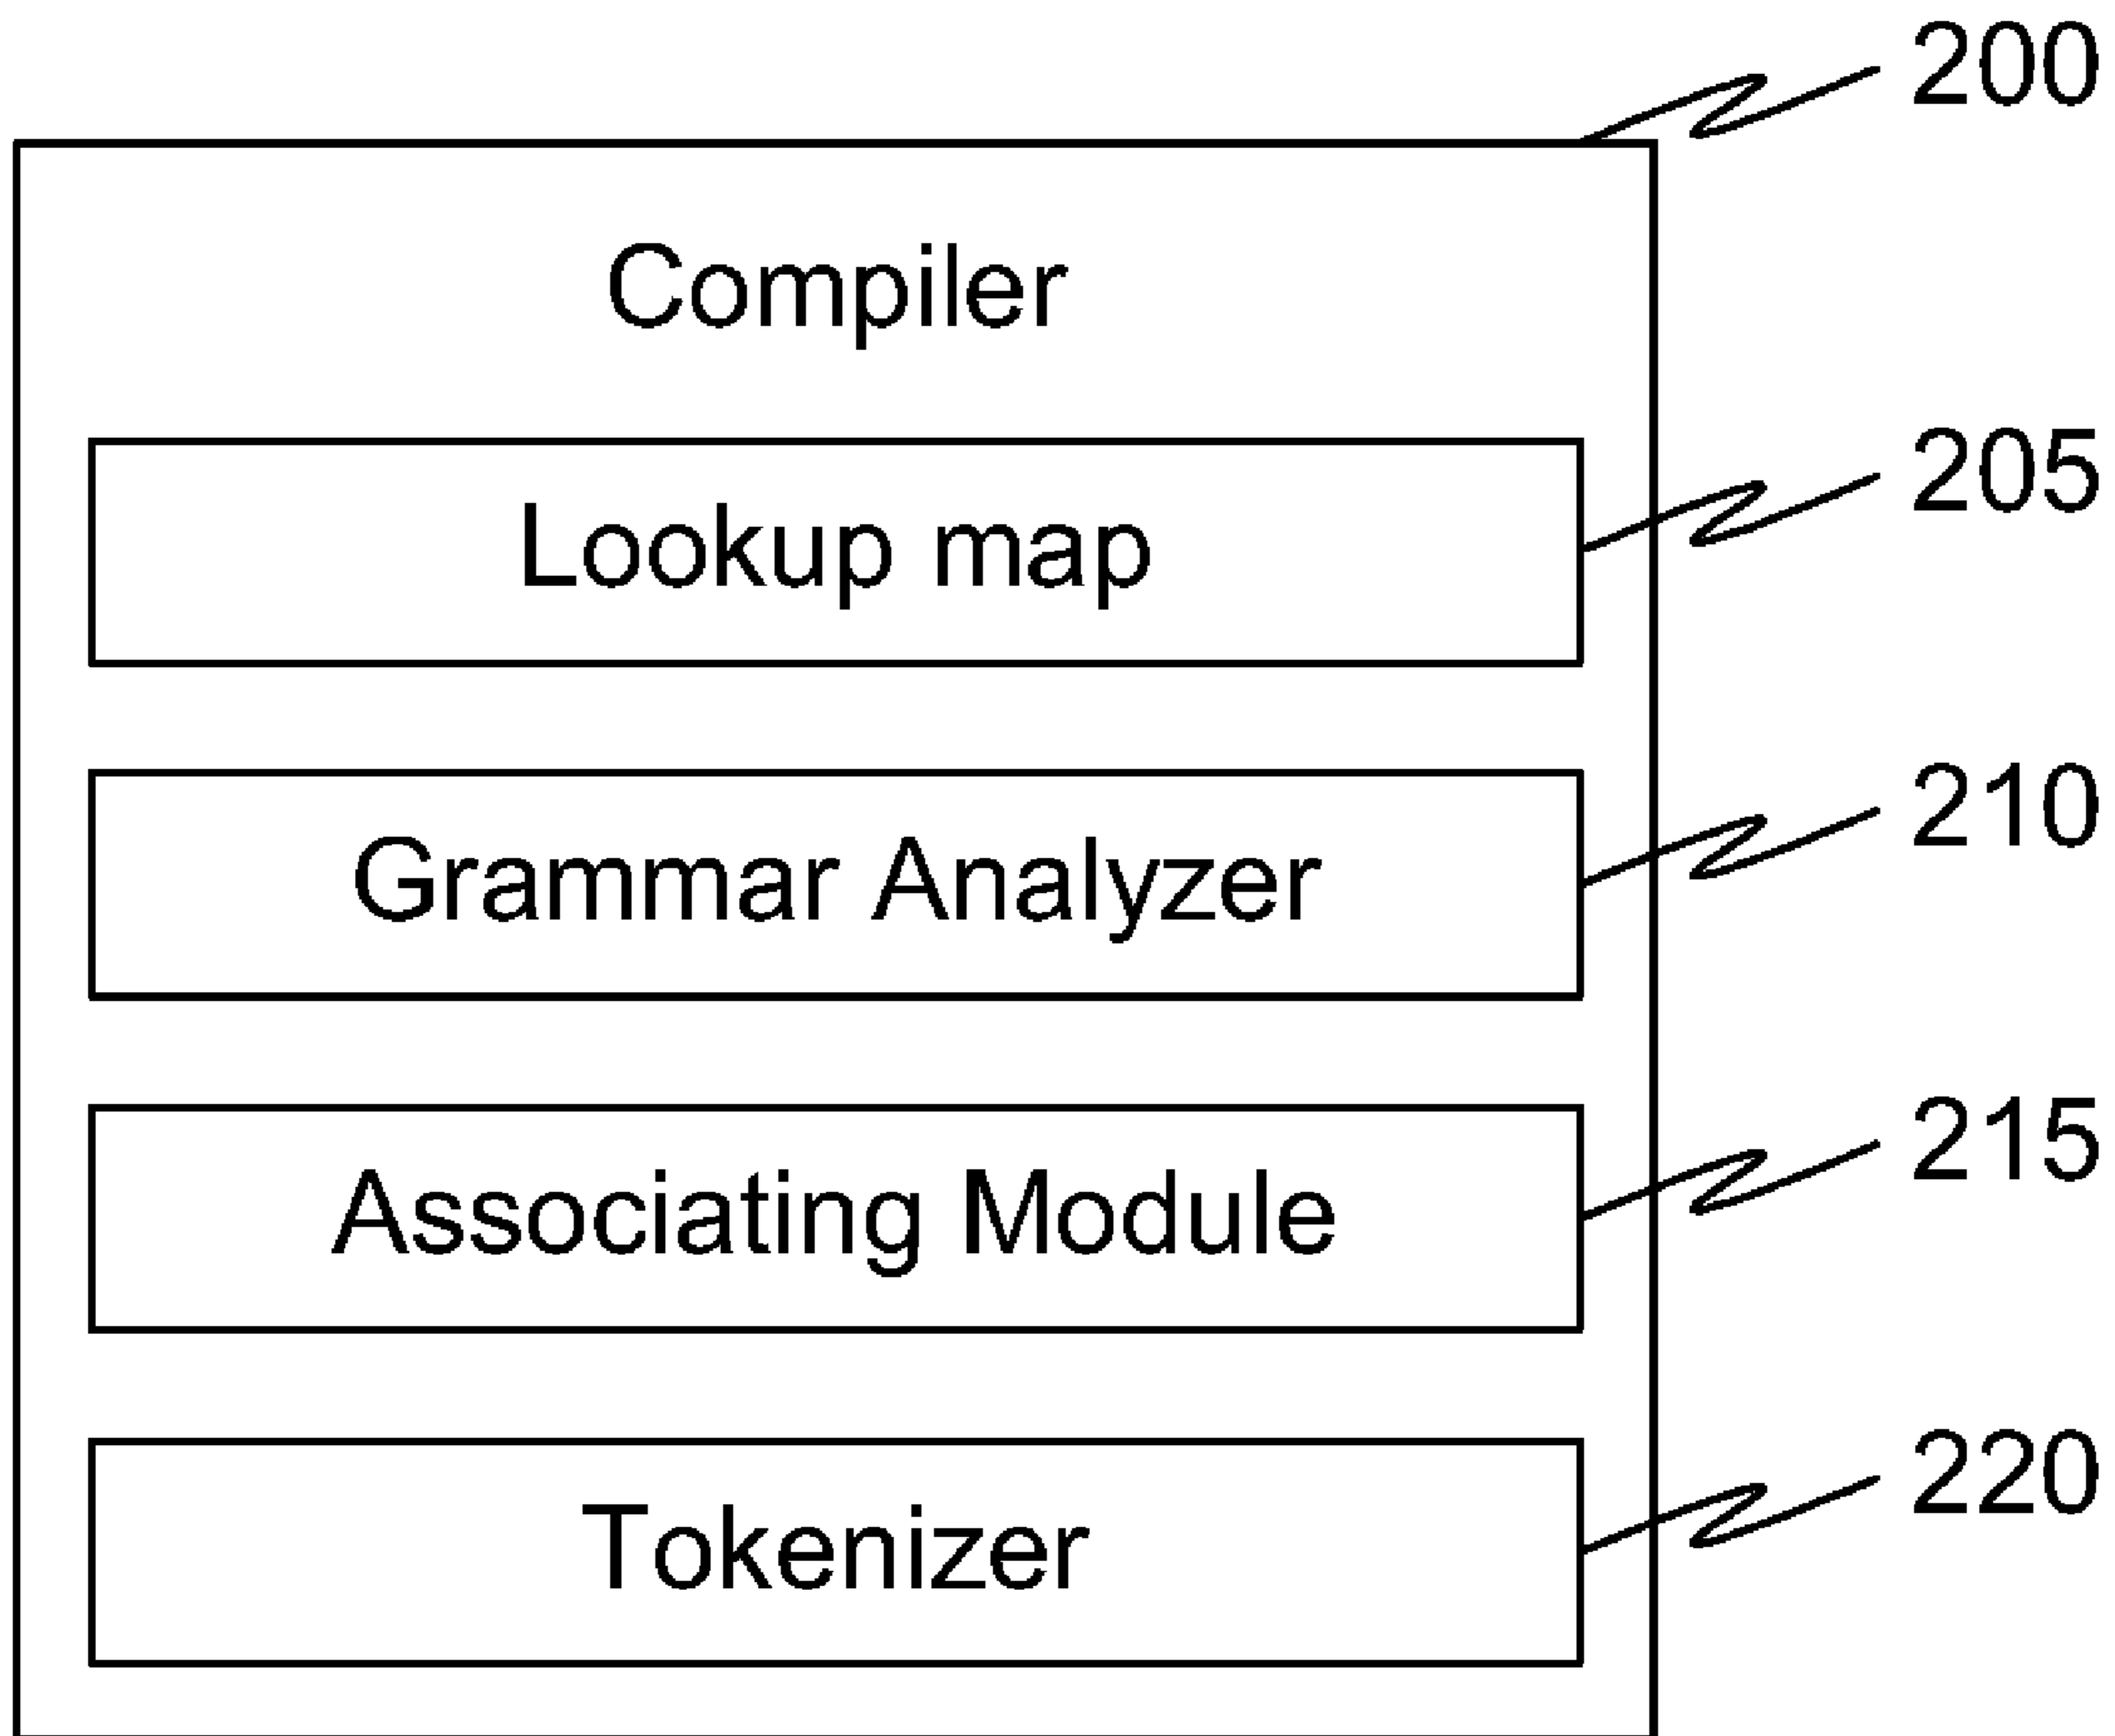 200
Compiler
205
Lookup map
210
Grammar Analyzer
215
Associating Module
220
Tokenizer